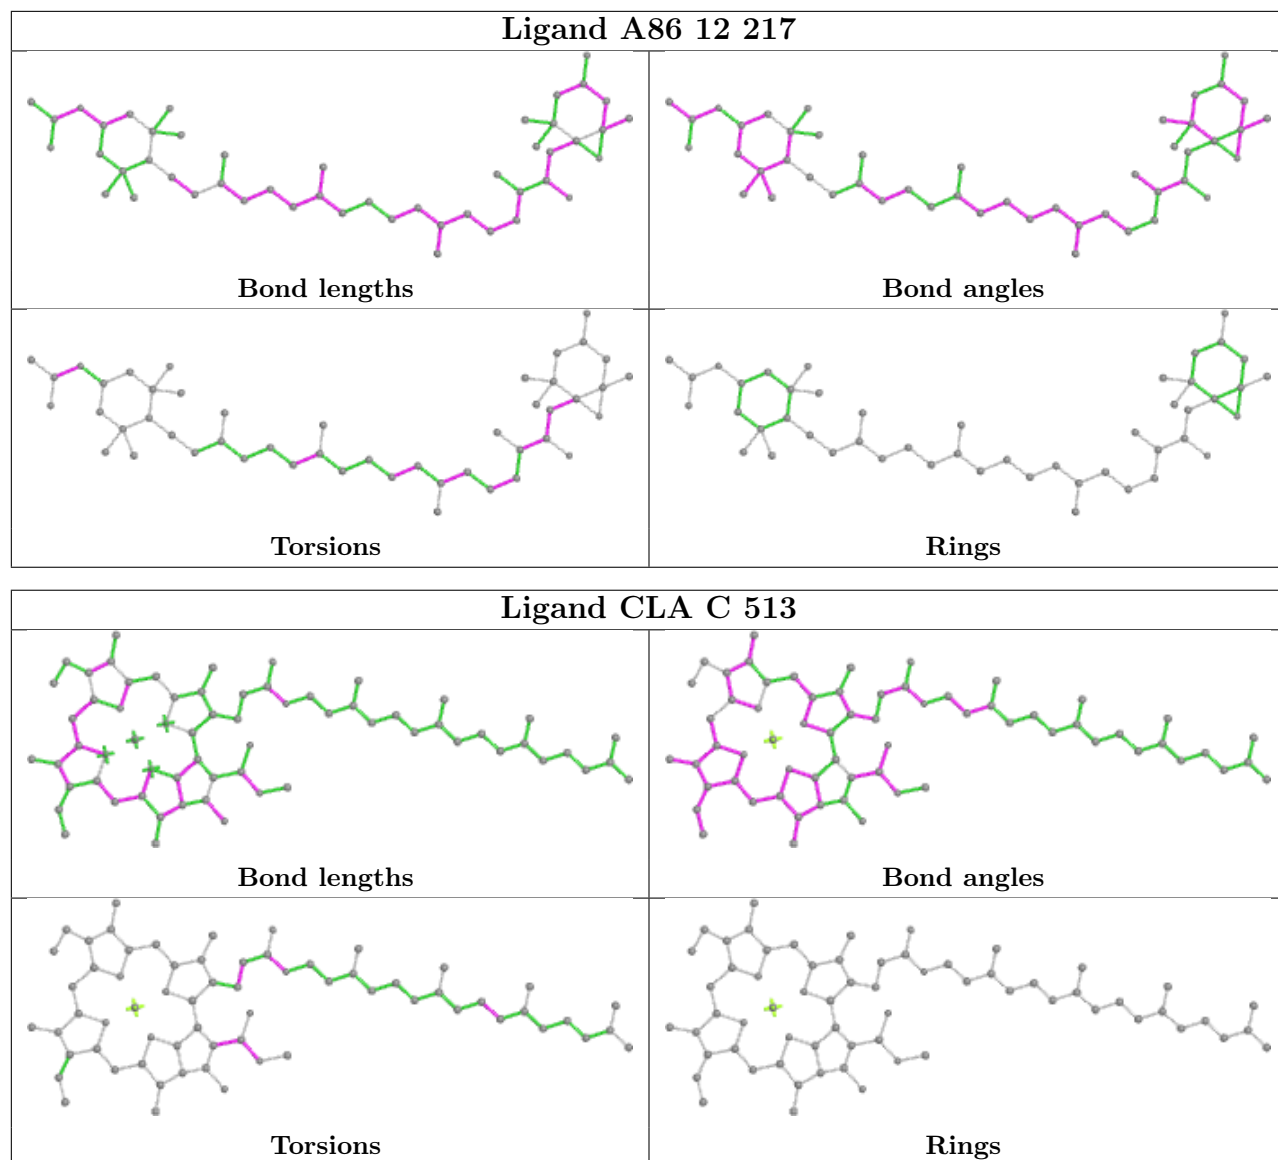 Ligand A86 12 217
Bond lengths
Bond angles
Torsions
Rings
Ligand CLA C 513
Bond lengths
Bond angles
Torsions
Rings